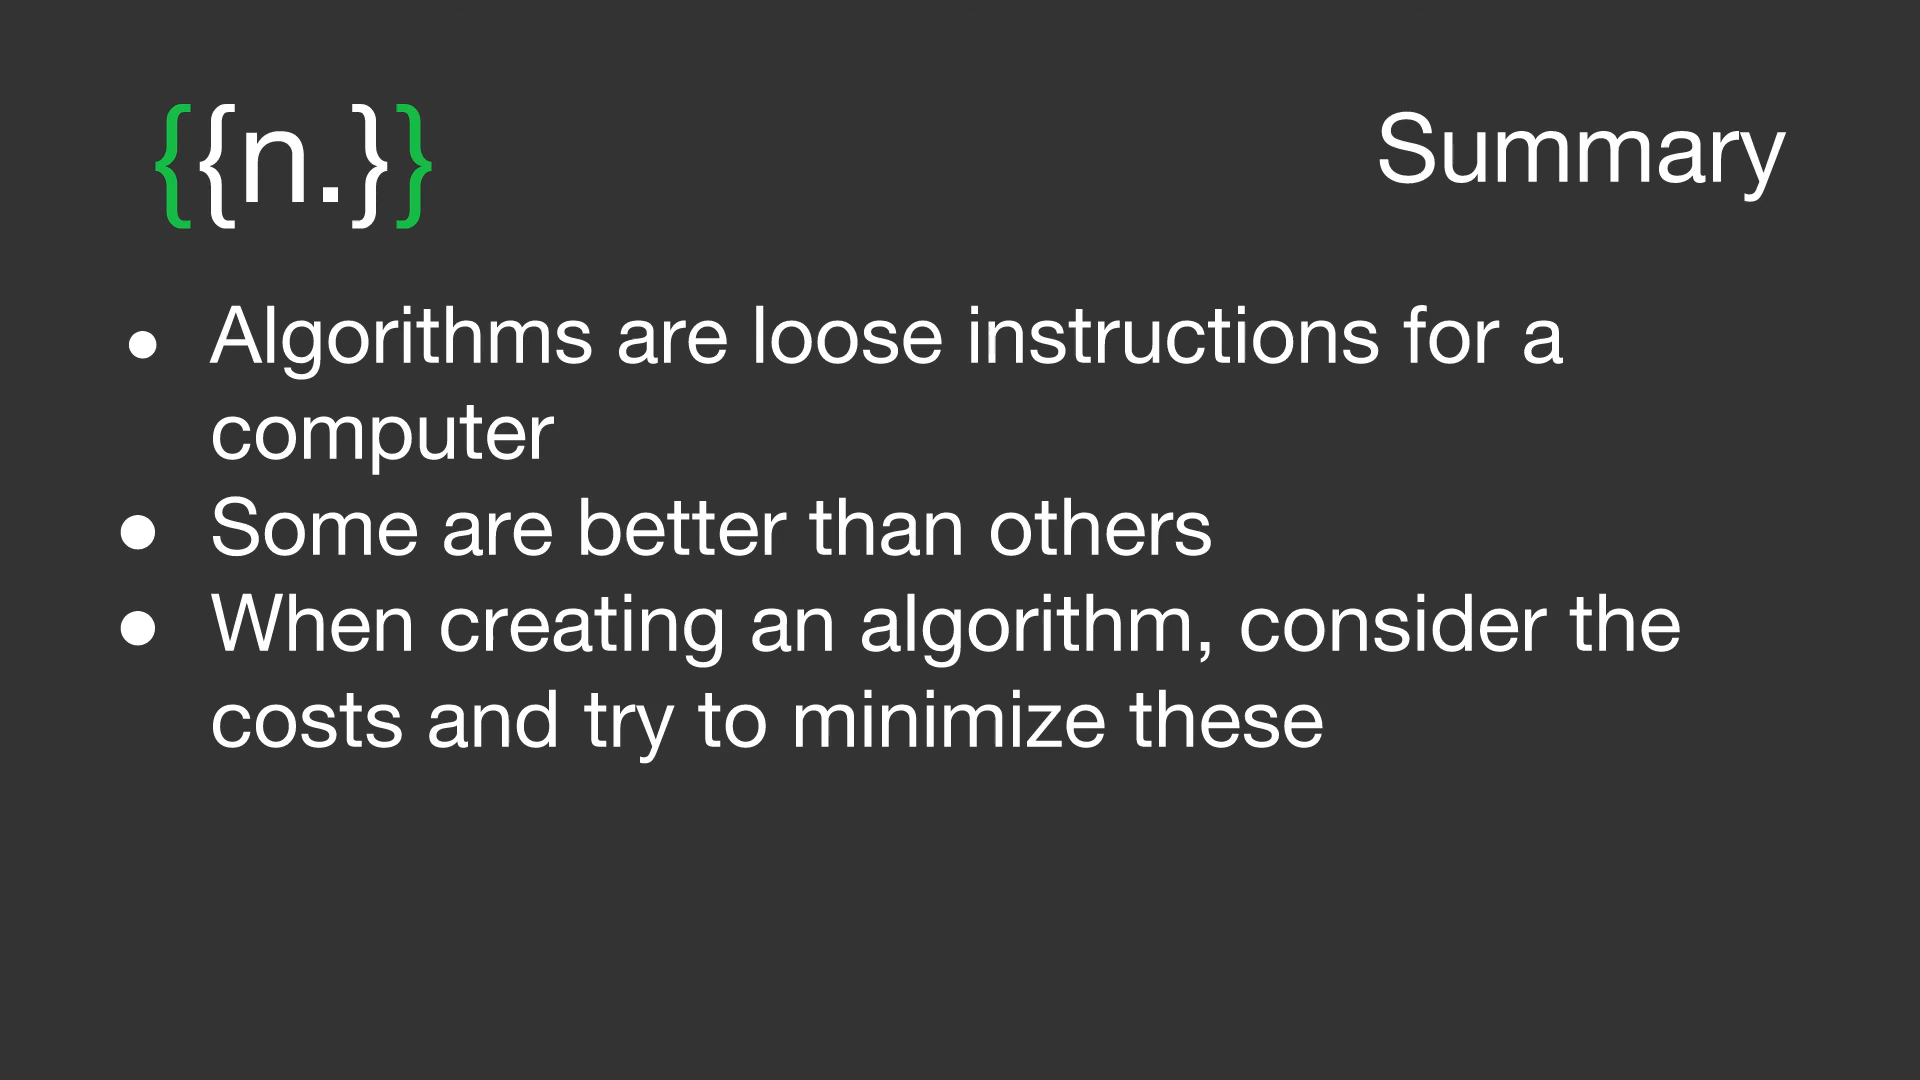 {{n.}}
Summary
● Algorithms are loose instructions for a
computer
● Some are better than others
● When creating an algorithm, consider the
costs and try to minimize these